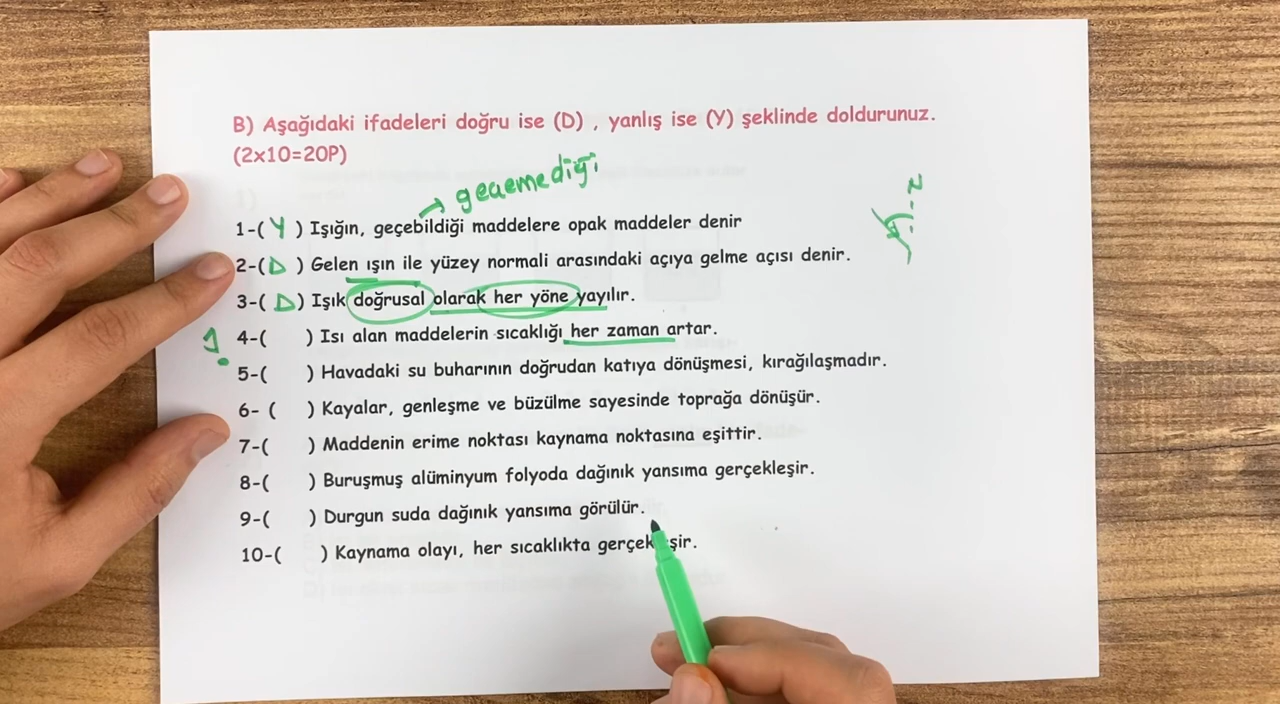 B) Aşağıdaki ifadeleri doğru ise (D) , yanlış ise (Y) şeklinde doldurunuz.
(2x10=20P)
→ geçemediği
1-( Y ) Işığın, geçebildiği maddelere opak maddeler denir
2-( D ) Gelen ışın ile yüzey normali arasındaki açıya gelme açısı denir.
3-( D ) Işık doğrusal olarak her yöne yayılır.
4-( ) Isı alan maddelerin sıcaklığı her zaman artar.
5-( ) Havadaki su buharının doğrudan katıya dönüşmesi, kırağılaşmadır.
6- ( ) Kayalar, genleşme ve büzülme sayesinde toprağa dönüşür.
7-( ) Maddenin erime noktası kaynama noktasına eşittir.
8-( ) Buruşmuş alüminyum folyoda dağınık yansıma gerçekleşir.
9-( ) Durgun suda dağınık yansıma görülür.
10-( ) Kaynama olayı, her sıcaklıkta